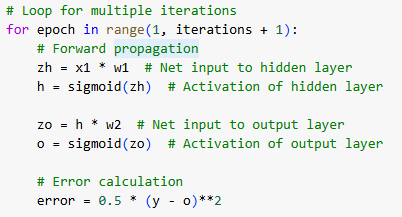 # Loop for multiple iterations
for epoch in range(1, iterations + 1):
    # Forward propagation
    zh = x1 * w1  # Net input to hidden layer
    h = sigmoid(zh)  # Activation of hidden layer

    zo = h * w2  # Net input to output layer
    o = sigmoid(zo)  # Activation of output layer

    # Error calculation
    error = 0.5 * (y - o)**2